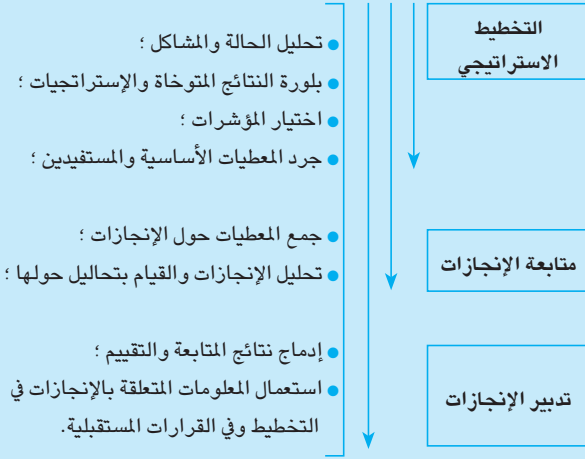 التخطيط
الاستراتيجي
● تحليل الحالة والمشاكل ؛
● بلورة النتائج المتوخاة والإستراتجيات ؛
● اختيار المؤشرات ؛
● جرد المعطيات الأساسية والمستفيدين ؛
متابعة الإنجازات
● جمع المعطيات حول الإنجازات ؛
● تحليل الإنجازات والقيام بتحاليل حولها ؛
تدبير الإنجازات
● إدماج نتائج المتابعة والتقييم ؛
● استعمال المعلومات المتعلقة بالإنجازات في
التخطيط وفي القرارات المستقبلية.